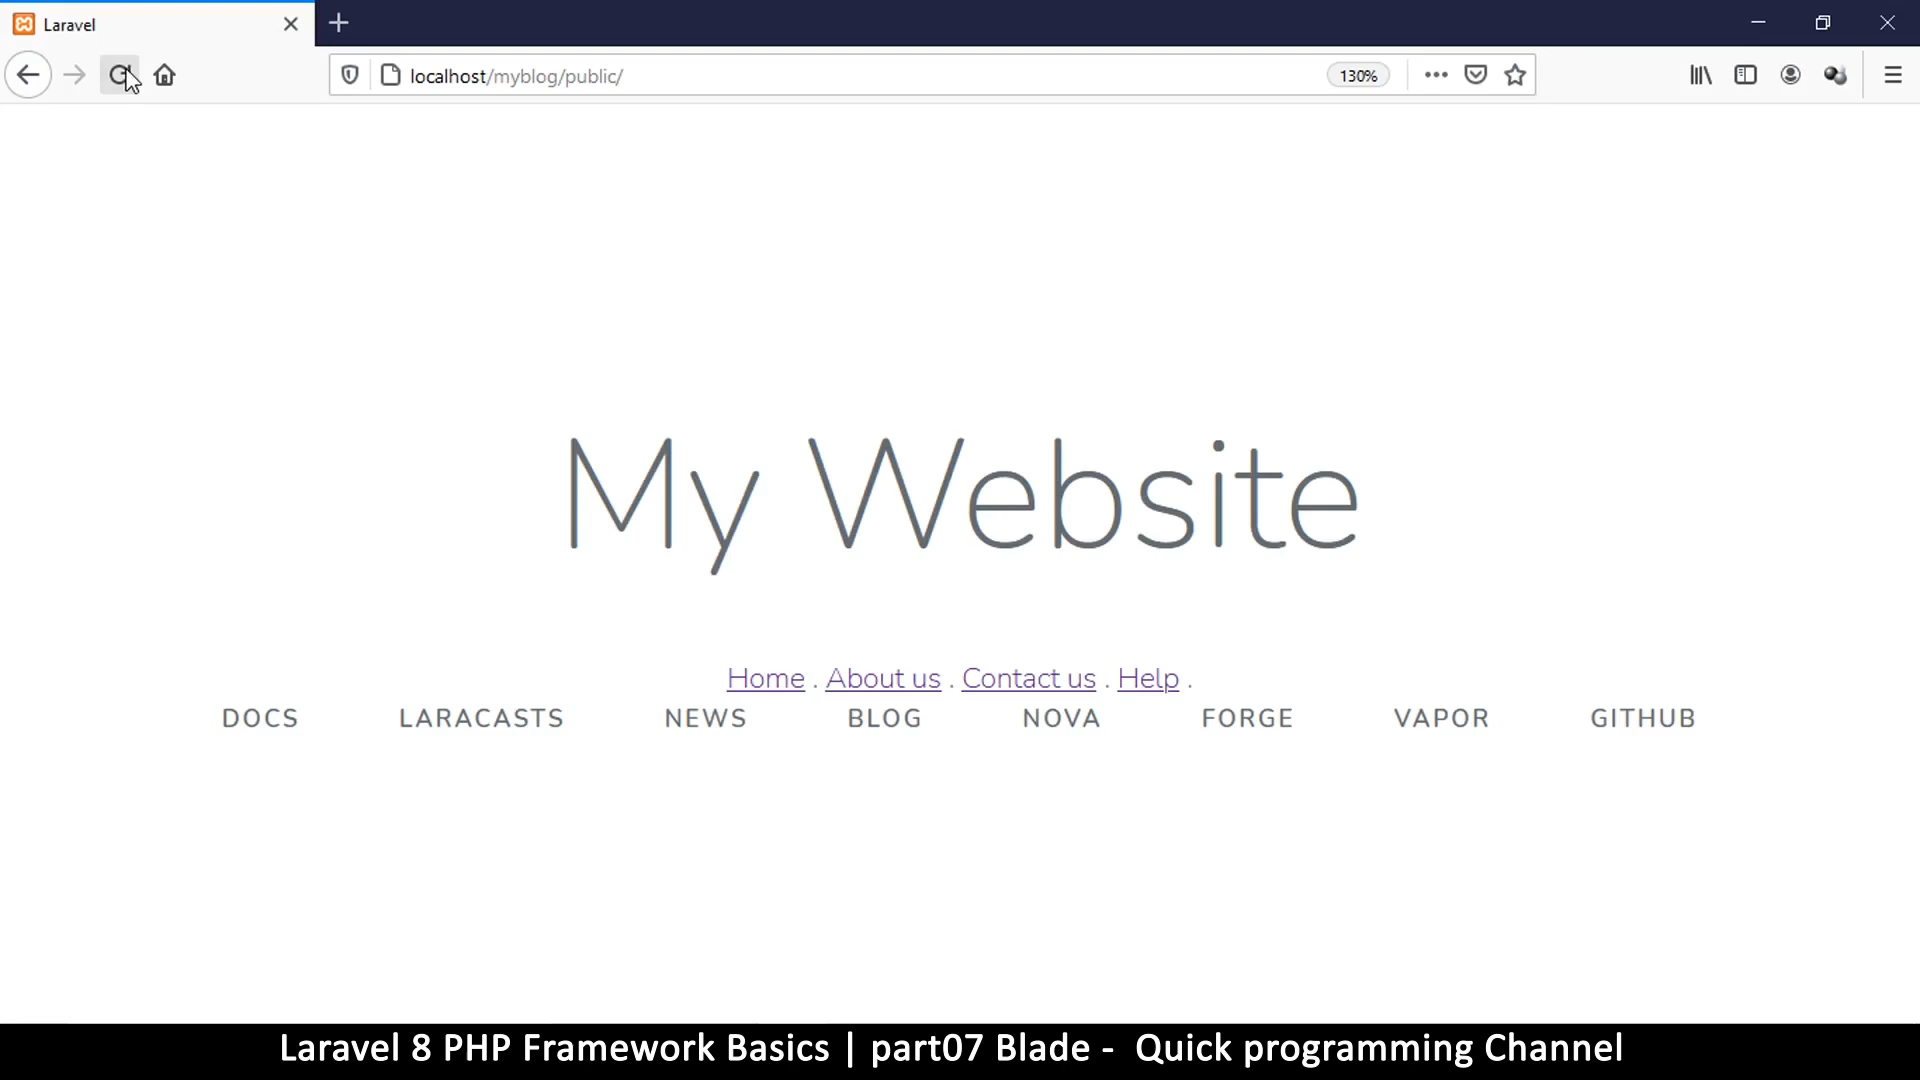 Laravel
localhost/myblog/public/
130%
My Website
Home . About us . Contact us . Help .
DOCS LARACASTS NEWS BLOG NOVA FORGE VAPOR GITHUB
Laravel 8 PHP Framework Basics | part07 Blade - Quick programming Channel